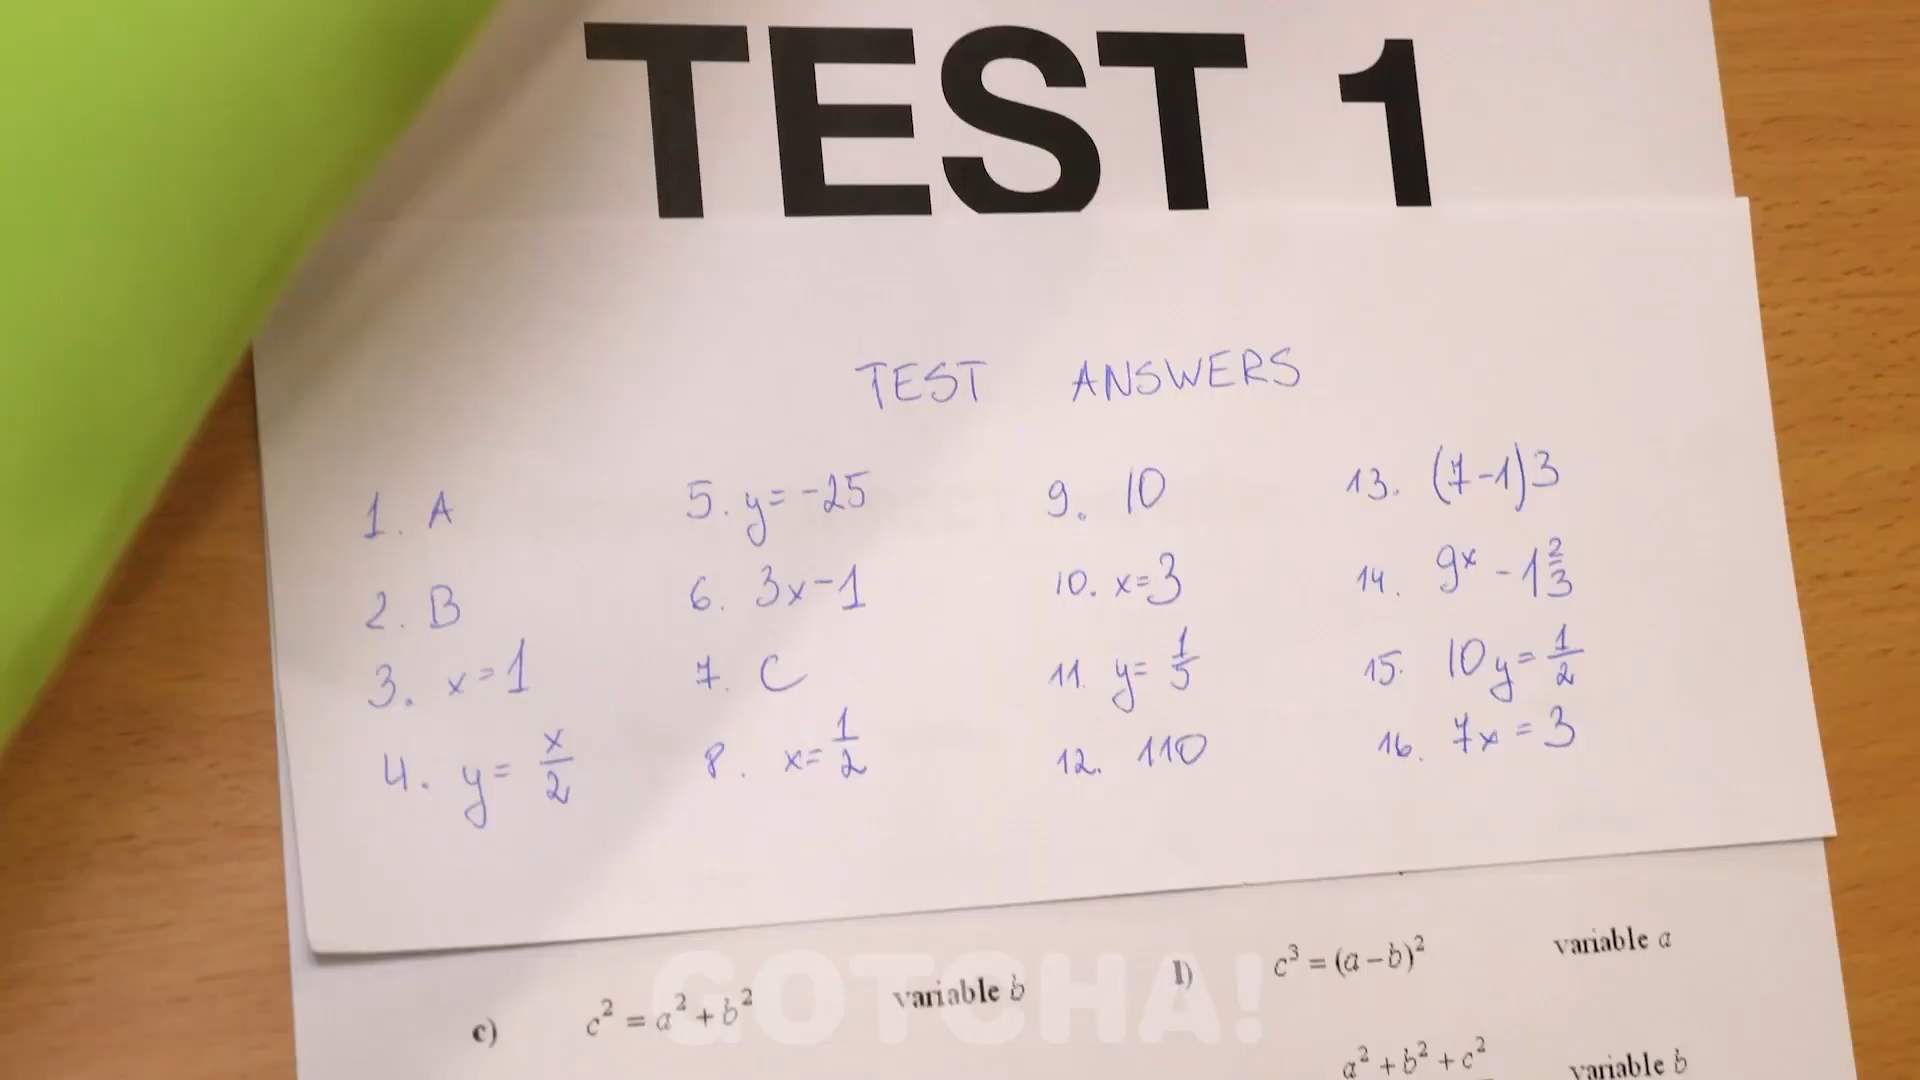 TEST 1
TEST ANSWERS
1. A
2. B
3. x=1
4. y= x/2
5. y=-25
6. 3x-1
7. C
8. x= 1/2
9. 10
10. x=3
11. y= 1/5
12. 110
13. (7-1)3
14. 9ˣ - 1 2/3
15. 10y= 1/2
16. 7x = 3
c) c² = a² + b² variable b
l) c³ = (a − b)² variable a
a² + b² + c² variable b
GOTCHA!